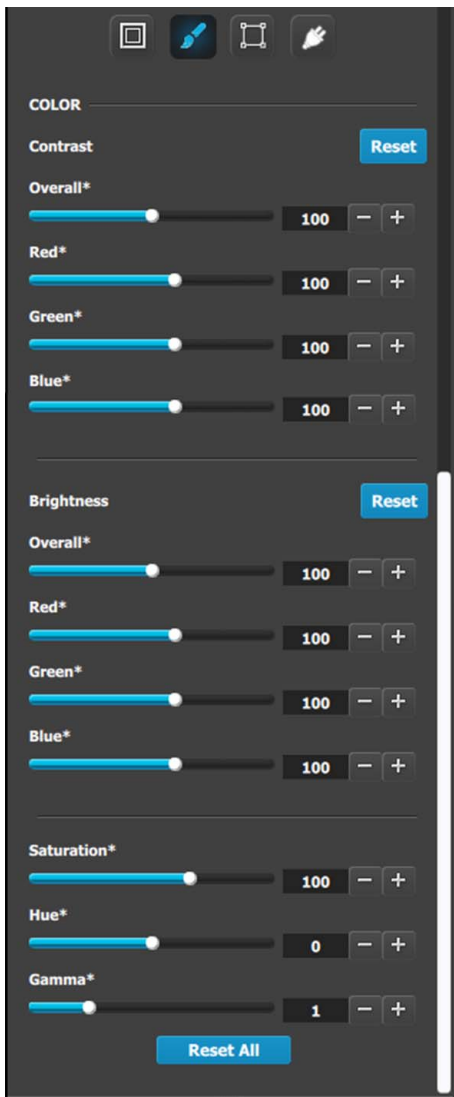 COLOR
Contrast Reset
Overall*
100 − +
Red*
100 − +
Green*
100 − +
Blue*
100 − +
Brightness Reset
Overall*
100 − +
Red*
100 − +
Green*
100 − +
Blue*
100 − +
Saturation*
100 − +
Hue*
0 − +
Gamma*
1 − +
Reset All